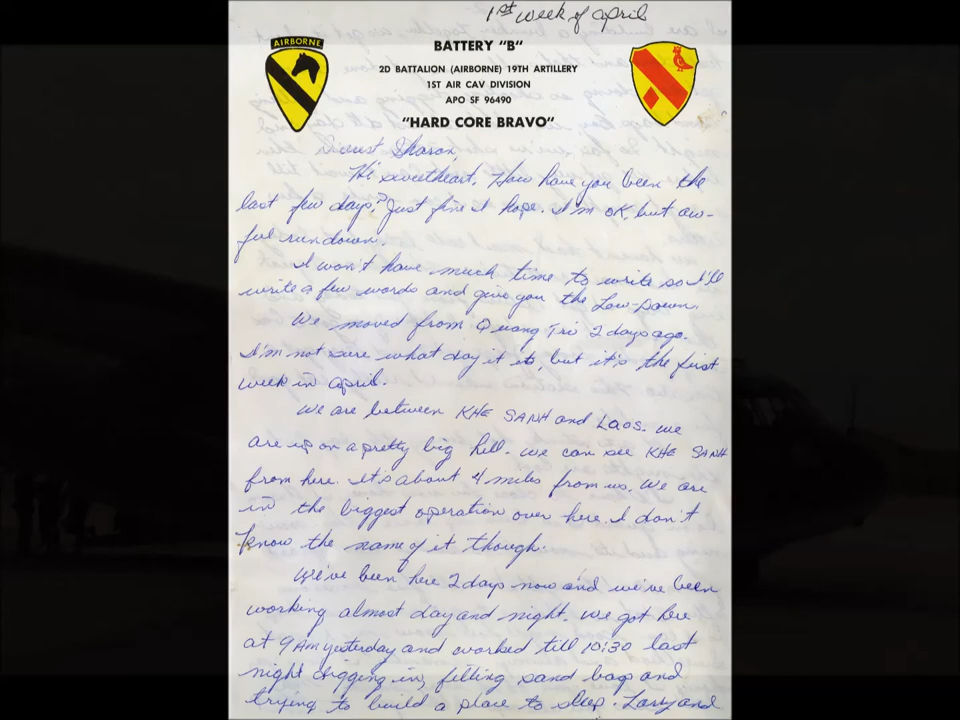 1st week of april
AIRBORNE
BATTERY "B"
2D BATTALION (AIRBORNE) 19TH ARTILLERY
1ST AIR CAV DIVISION
APO SF 96490
"HARD CORE BRAVO"
Dearest Sharon,
Hi sweetheart. How have you been the
last few days? Just fine I hope. I'm OK, but aw-
ful rundown.
I won't have much time to write so I'll
write a few words and give you the Low-Down.
We moved from Quang Tri 2 days ago.
I'm not sure what day it is, but it's the first
week in april.
We are between KHE SANH and LAOS. We
are up on a pretty big hill. We can see KHE SANH
from here. It's about 4 miles from us. We are
in the biggest operation over here. I don't
know the name of it though.
We've been here 2 days now and we've been
working almost day and night. We got here
at 9 AM yesterday and worked till 10:30 last
night digging in, filling sand bags and
trying to build a place to sleep. Larry and